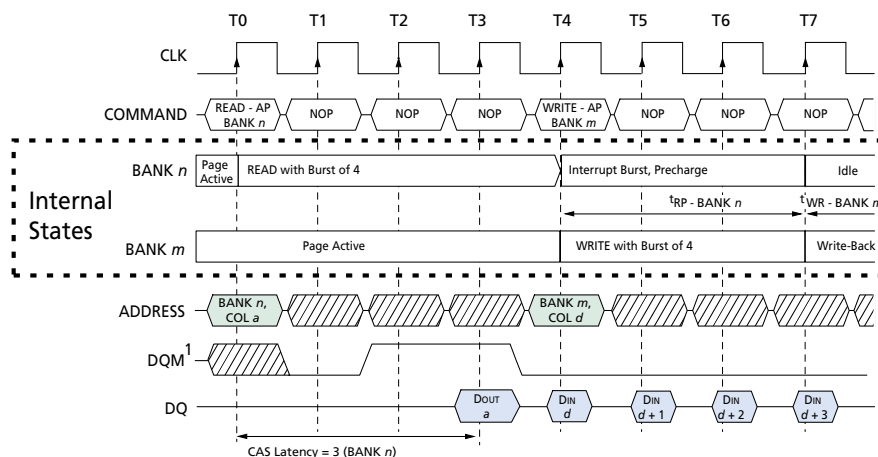 T0 T1 T2 T3 T4 T5 T6 T7
CLK
COMMAND READ - AP BANK n NOP NOP NOP WRITE - AP BANK m NOP NOP NOP
Internal States
BANK n Page Active READ with Burst of 4 Interrupt Burst, Precharge Idle
tRP - BANK n tWR - BANK m
BANK m Page Active WRITE with Burst of 4 Write-Back
ADDRESS BANK n, COL a BANK m, COL d
DQM1
DQ DOUT a DIN d DIN d + 1 DIN d + 2 DIN d + 3
CAS Latency = 3 (BANK n)